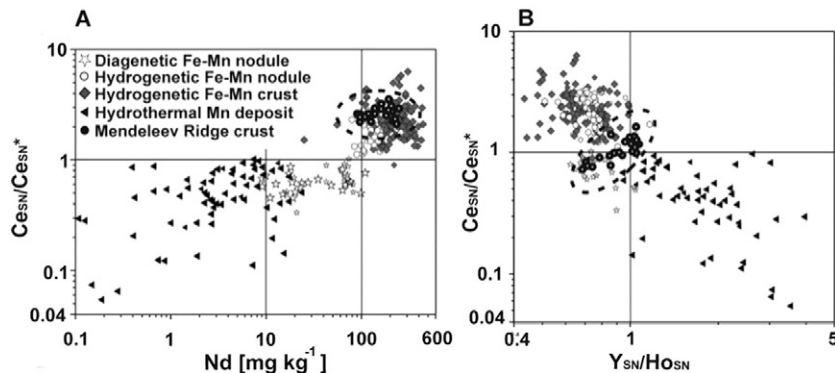 A
B
10
Diagenetic Fe-Mn nodule
Hydrogenetic Fe-Mn nodule
Hydrogenetic Fe-Mn crust
Hydrothermal Mn deposit
Mendeleev Ridge crust
1
0.1
0.04
CeSN/CeSN*
0.1
1
10
100
600
Nd [mg kg-1]
10
1
0.1
0.04
CeSN/CeSN*
0.4
1
5
YSN/HoSN